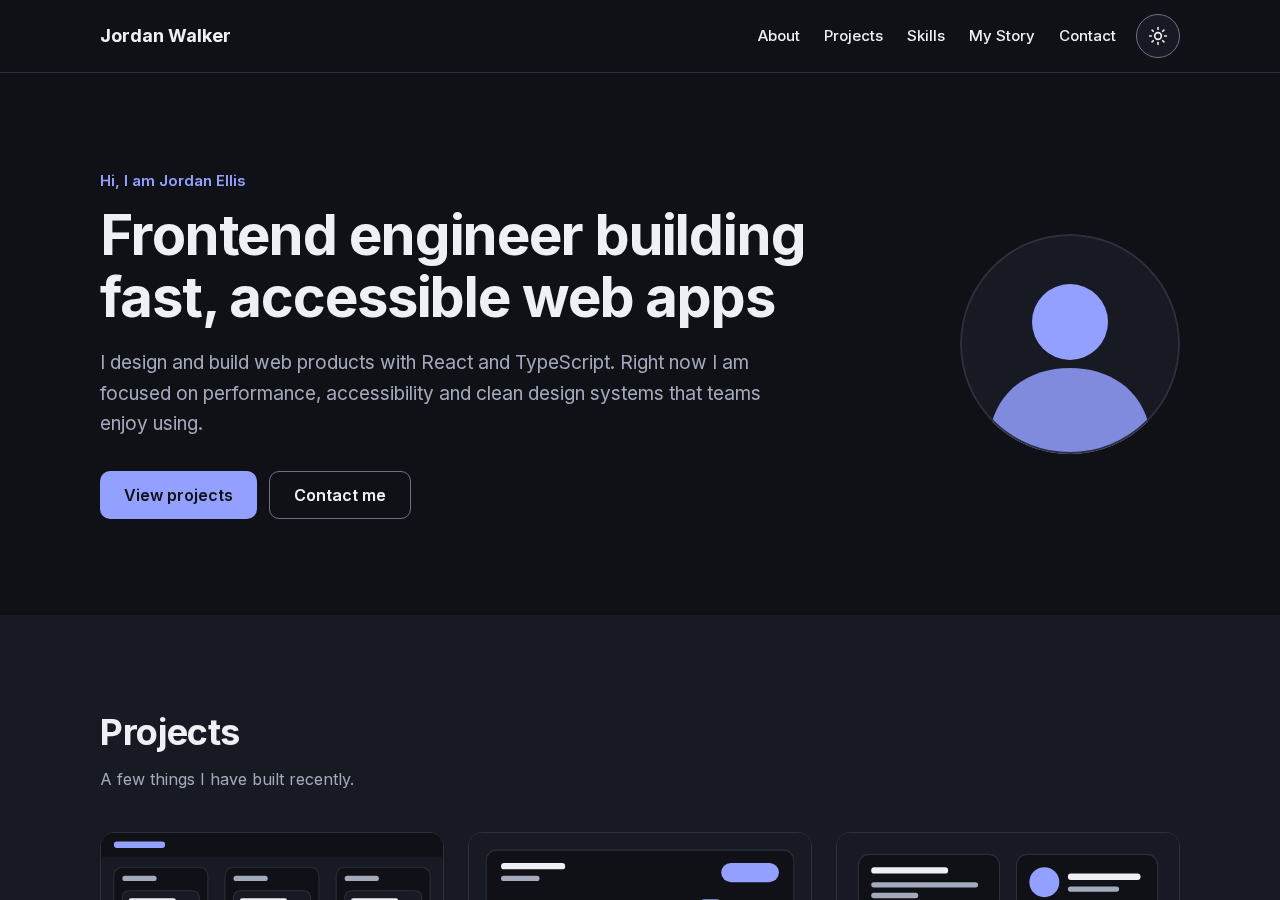 Jordan Walker
About
Projects
Skills
My Story
Contact
Hi, I am Jordan Ellis
Frontend engineer building
fast, accessible web apps
I design and build web products with React and TypeScript. Right now I am
focused on performance, accessibility and clean design systems that teams
enjoy using.
View projects
Contact me
Projects
A few things I have built recently.